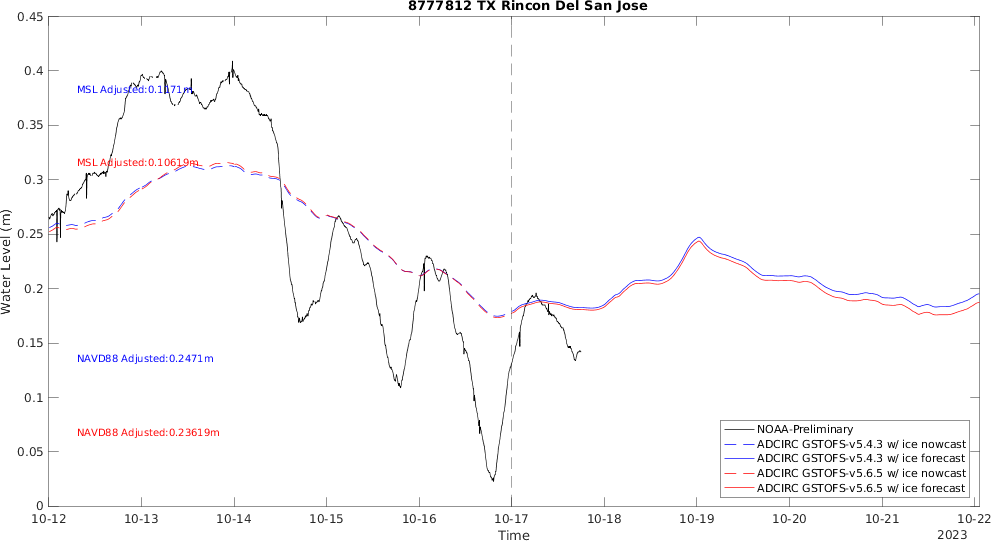 8777812 TX Rincon Del San Jose
0.45
0.4
0.35
0.3
0.25
0.2
0.15
0.1
0.05
0
Water Level (m)
MSL Adjusted:0.1171m
MSL Adjusted:0.10619m
NAVD88 Adjusted:0.2471m
NAVD88 Adjusted:0.23619m
NOAA-Preliminary
ADCIRC GSTOFS-v5.4.3 w/ ice nowcast
ADCIRC GSTOFS-v5.4.3 w/ ice forecast
ADCIRC GSTOFS-v5.6.5 w/ ice nowcast
ADCIRC GSTOFS-v5.6.5 w/ ice forecast
10-12 10-13 10-14 10-15 10-16 10-17 10-18 10-19 10-20 10-21 10-22
Time
2023